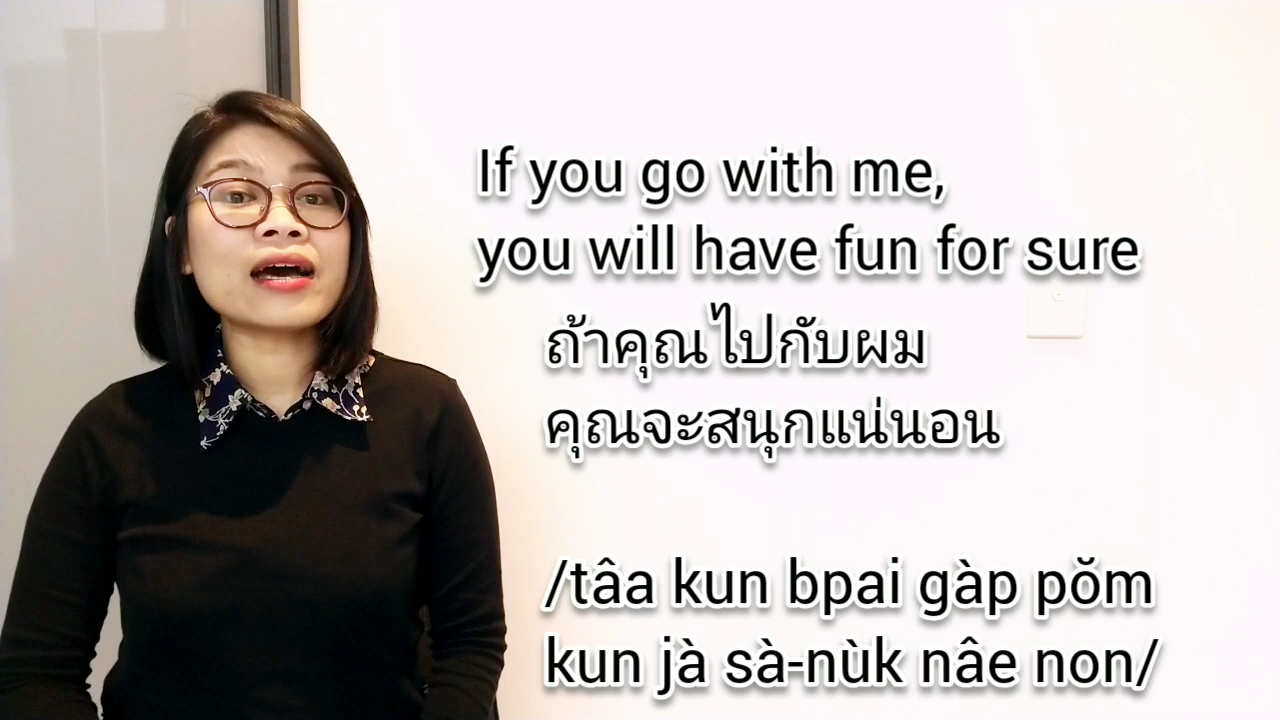 If you go with me,
you will have fun for sure
ถ้าคุณไปกับผม
คุณจะสนุกแน่นอน
/tâa kun bpai gàp pǒm
kun jà sà-nùk nâe non/